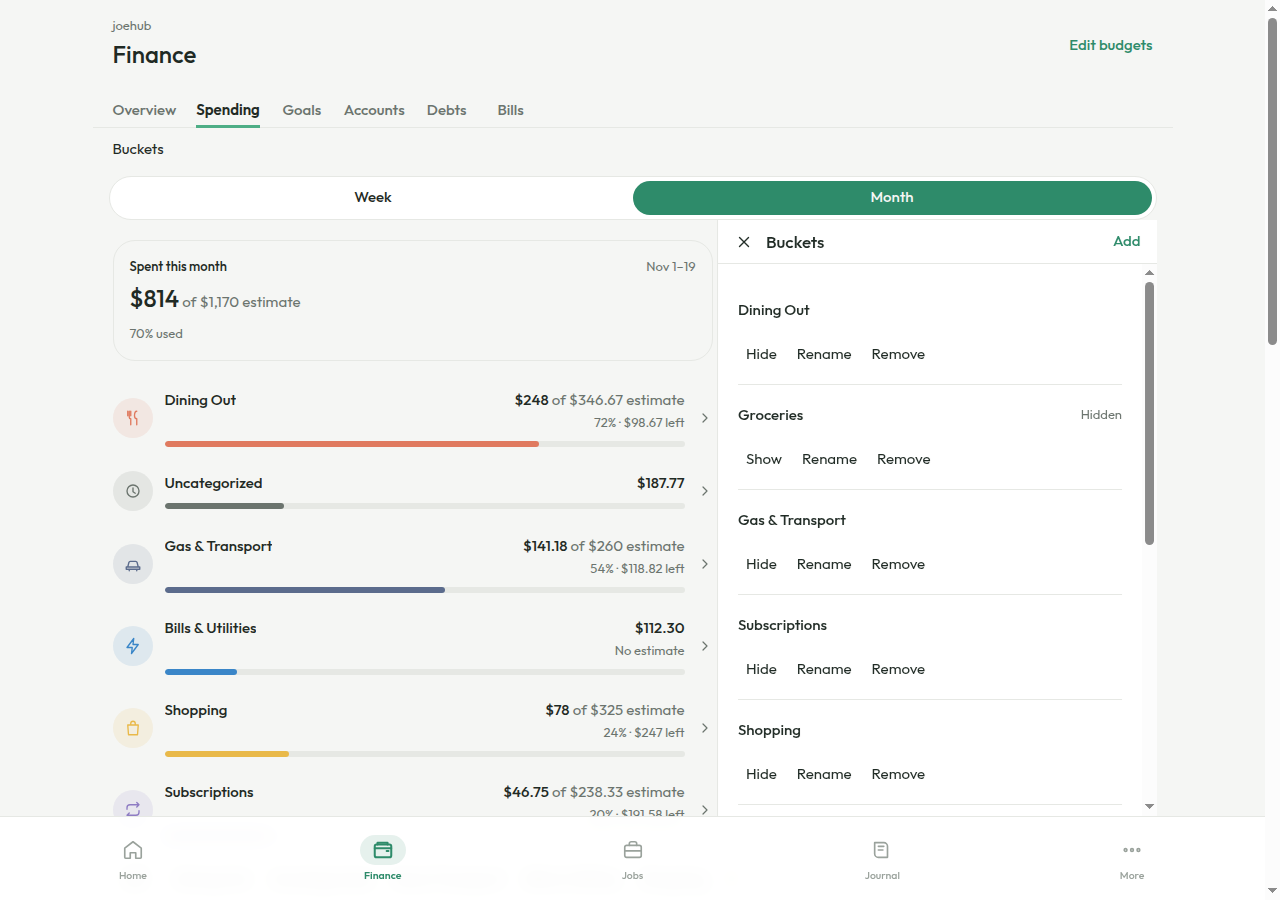 joehub
Finance
Edit budgets
Overview Spending Goals Accounts Debts Bills
Buckets
Week Month
Spent this month Nov 1–19
$814 of $1,170 estimate
70% used
Dining Out $248 of $346.67 estimate
72% · $98.67 left
Uncategorized $187.77
Gas & Transport $141.18 of $260 estimate
54% · $118.82 left
Bills & Utilities $112.30
No estimate
Shopping $78 of $325 estimate
24% · $247 left
Subscriptions $46.75 of $238.33 estimate
20% · $191.58 left
Buckets Add
Dining Out
Hide Rename Remove
Groceries Hidden
Show Rename Remove
Gas & Transport
Hide Rename Remove
Subscriptions
Hide Rename Remove
Shopping
Hide Rename Remove
Home Finance Jobs Journal More